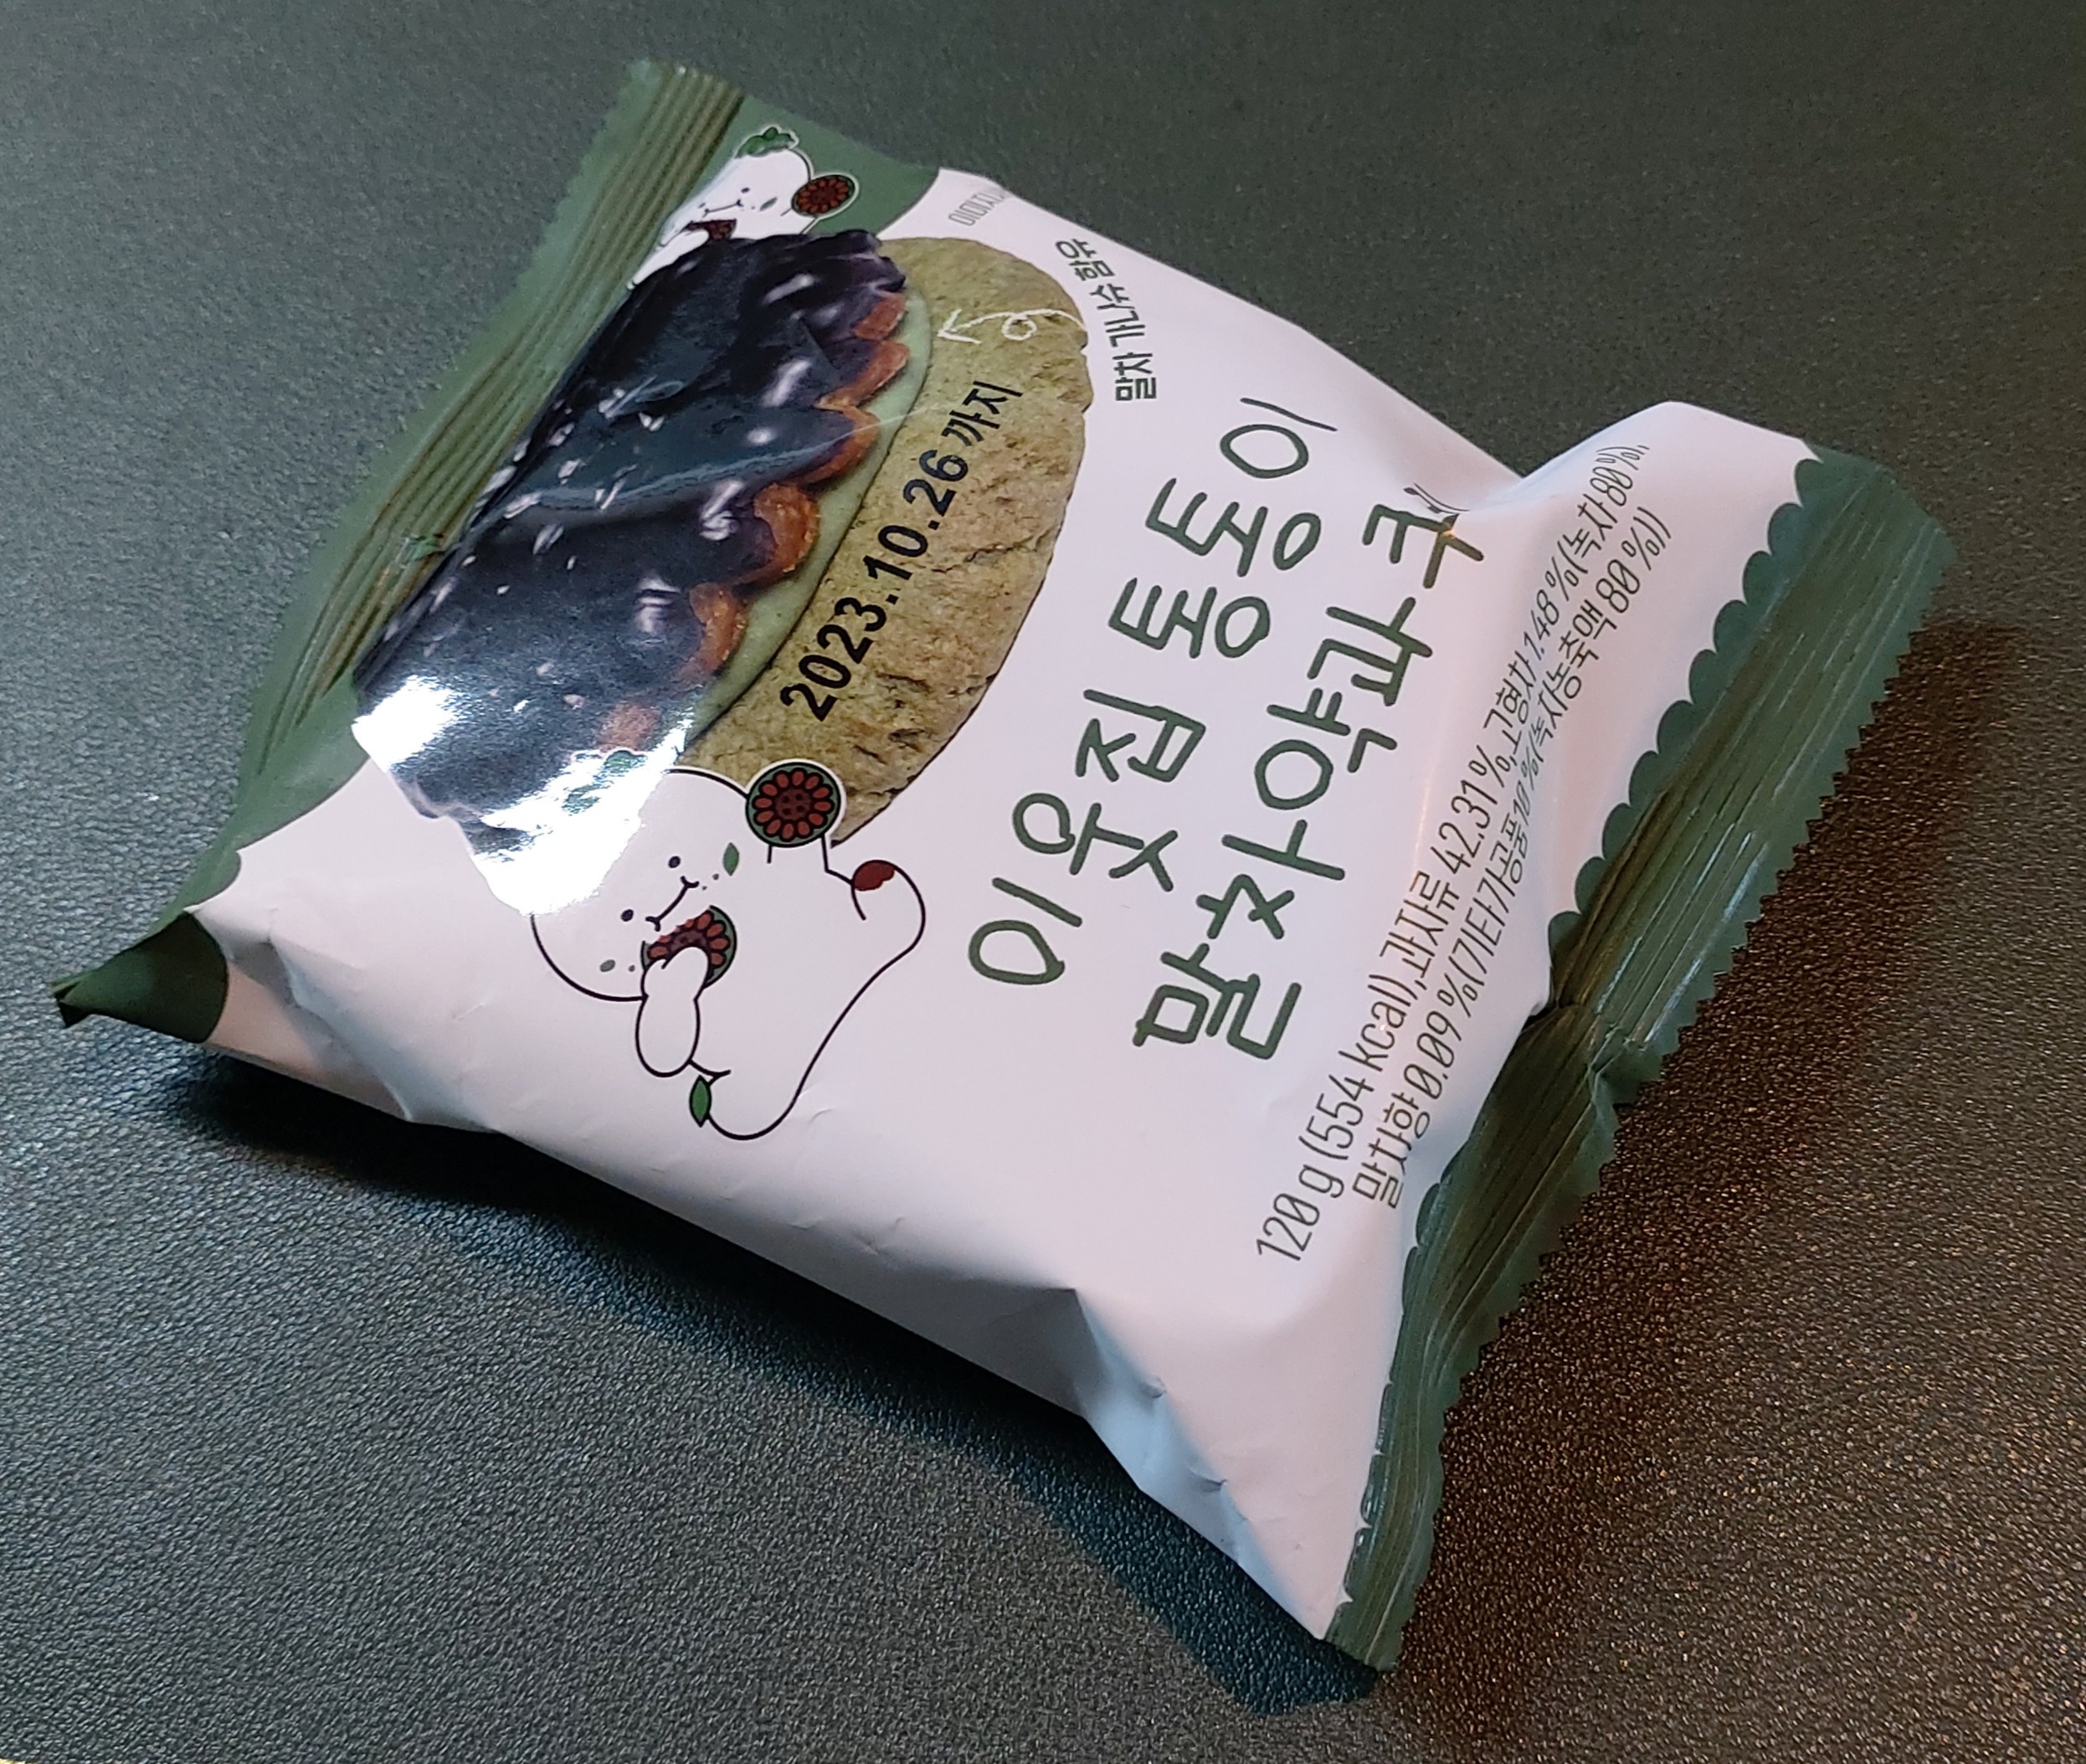 말차 가나슈 함유
2023.10.26 까지
이웃집 통통이
말차약과쿠키
120 g (554 kcal), 과자류 42.31%, 고형차 1.48%(녹차 80%),
말차향 0.09%(기타가공품 10%(녹차농축액 80%))